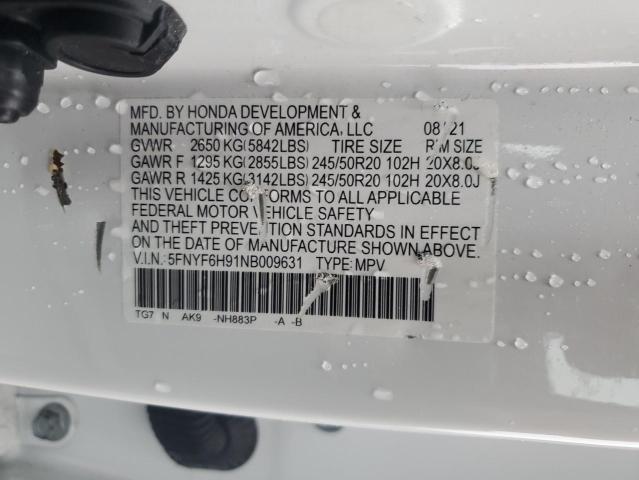 MFD. BY HONDA DEVELOPMENT &
MANUFACTURING OF AMERICA, LLC 08/21
GVWR 2650 KG(5842LBS) TIRE SIZE RIM SIZE
GAWR F 1295 KG(2855LBS) 245/50R20 102H 20X8.0J
GAWR R 1425 KG(3142LBS) 245/50R20 102H 20X8.0J
THIS VEHICLE CONFORMS TO ALL APPLICABLE
FEDERAL MOTOR VEHICLE SAFETY
AND THEFT PREVENTION STANDARDS IN EFFECT
ON THE DATE OF MANUFACTURE SHOWN ABOVE.
V.I.N.: 5FNYF6H91NB009631 TYPE: MPV
TG7 N AK9 -NH883P -A -B